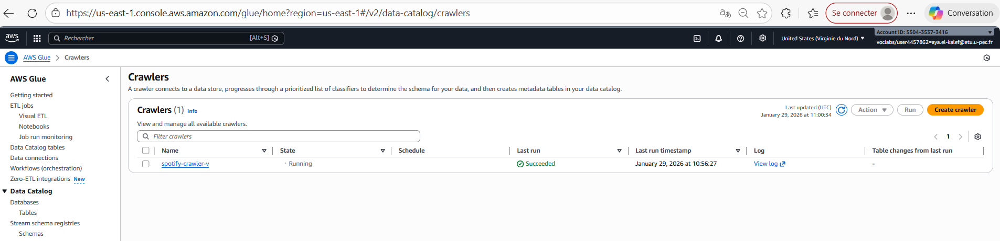 https://us-east-1.console.aws.amazon.com/glue/home?region=us-east-1#/v2/data-catalog/crawlers
Se connecter
Conversation
aws
Rechercher
[Alt+S]
United States (Virginie du Nord)
Account ID: 5504-3537-3416
voclabs/user4457862=aya.el-kalef@etu.u-pec.fr
AWS Glue
Crawlers
AWS Glue
Getting started
ETL jobs
Visual ETL
Notebooks
Job run monitoring
Data Catalog tables
Data connections
Workflows (orchestration)
Zero-ETL integrations New
Data Catalog
Databases
Tables
Stream schema registries
Schemas
Crawlers
A crawler connects to a data store, progresses through a prioritized list of classifiers to determine the schema for your data, and then creates metadata tables in your data catalog.
Crawlers (1) Info
Last updated (UTC)
January 29, 2026 at 11:00:34
Action
Run
Create crawler
View and manage all available crawlers.
Filter crawlers
1
Name State Schedule Last run Last run timestamp Log Table changes from last run
spotify-crawler-v Running Succeeded January 29, 2026 at 10:56:27 View log -